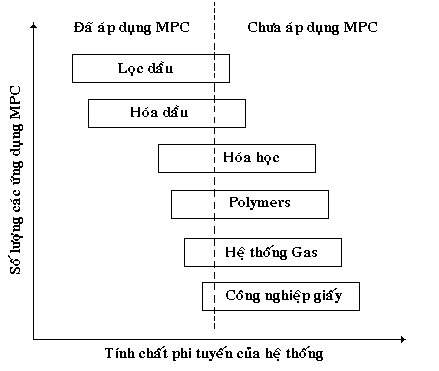 Đã áp dụng MPC
Chưa áp dụng MPC
Lọc dầu
Hóa dầu
Hóa học
Polymers
Hệ thống Gas
Công nghiệp giấy
Số lượng các ứng dụng MPC
Tính chất phi tuyến của hệ thống